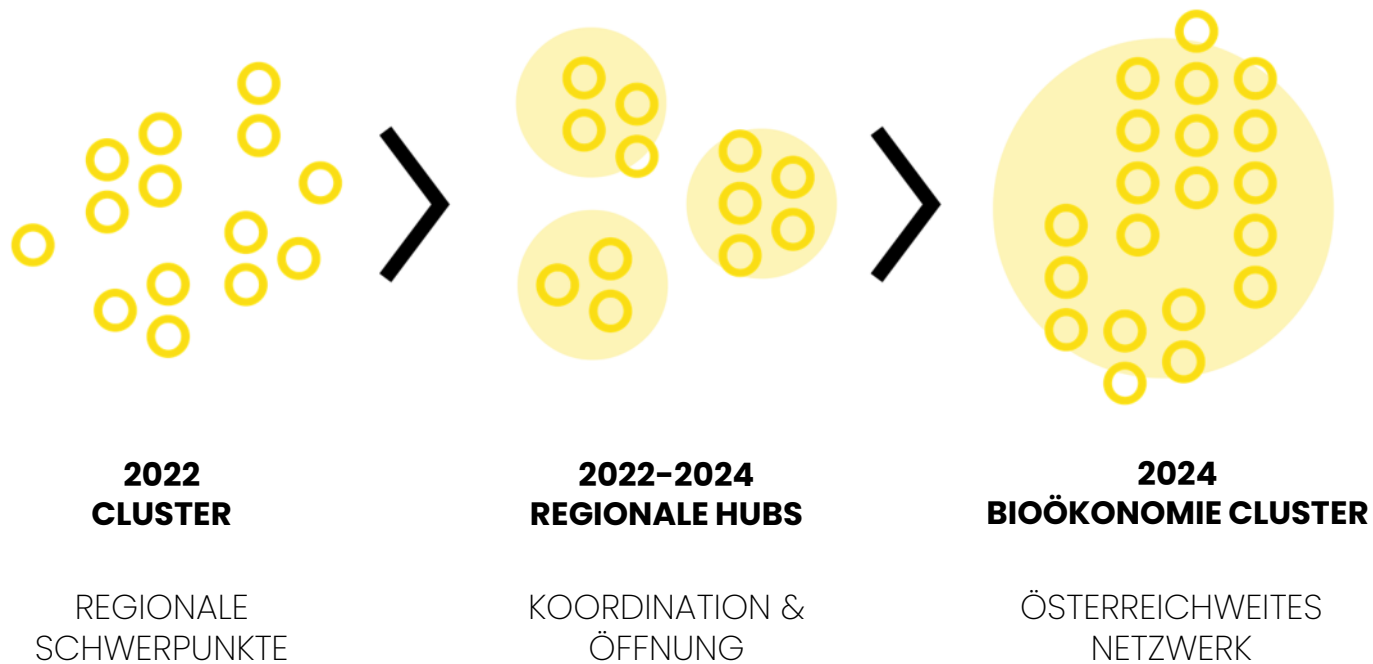 2022
CLUSTER
REGIONALE
SCHWERPUNKTE
2022–2024
REGIONALE HUBS
KOORDINATION &
ÖFFNUNG
2024
BIOÖKONOMIE CLUSTER
ÖSTERREICHWEITES
NETZWERK